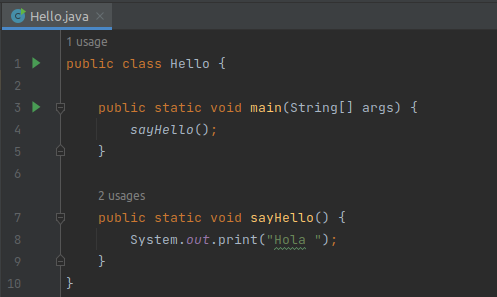 Hello.java
1 usage
1 public class Hello {
2
3 public static void main(String[] args) {
4 sayHello();
5 }
6
2 usages
7 public static void sayHello() {
8 System.out.print("Hola ");
9 }
10 }